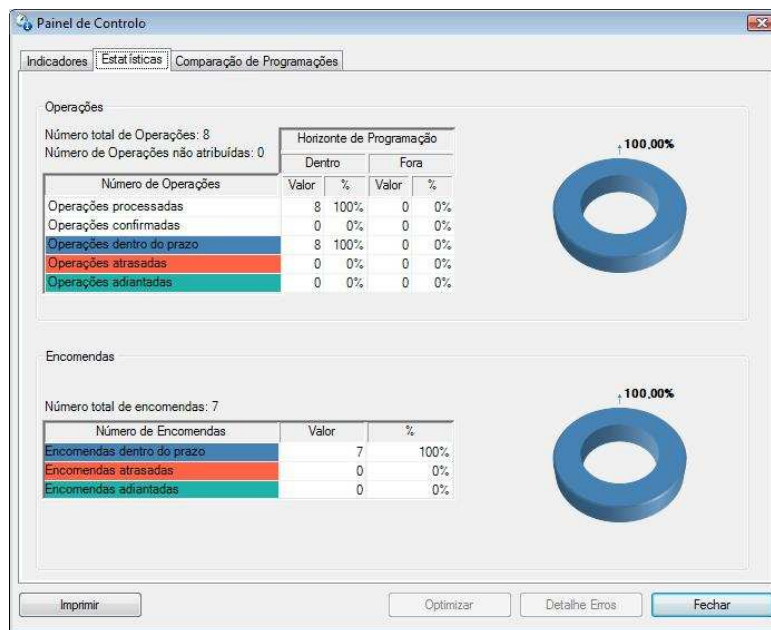 Painel de Controlo
Indicadores Estatísticas Comparação de Programações
Operações
Número total de Operações: 8
Número de Operações não atribuídas: 0
Horizonte de Programação
Dentro Fora
Número de Operações Valor % Valor %
Operações processadas 8 100% 0 0%
Operações confirmadas 0 0% 0 0%
Operações dentro do prazo 8 100% 0 0%
Operações atrasadas 0 0% 0 0%
Operações adiantadas 0 0% 0 0%
100,00%
Encomendas
Número total de encomendas: 7
Número de Encomendas Valor %
Encomendas dentro do prazo 7 100%
Encomendas atrasadas 0 0%
Encomendas adiantadas 0 0%
100,00%
Imprimir Optimizar Detalhe Erros Fechar